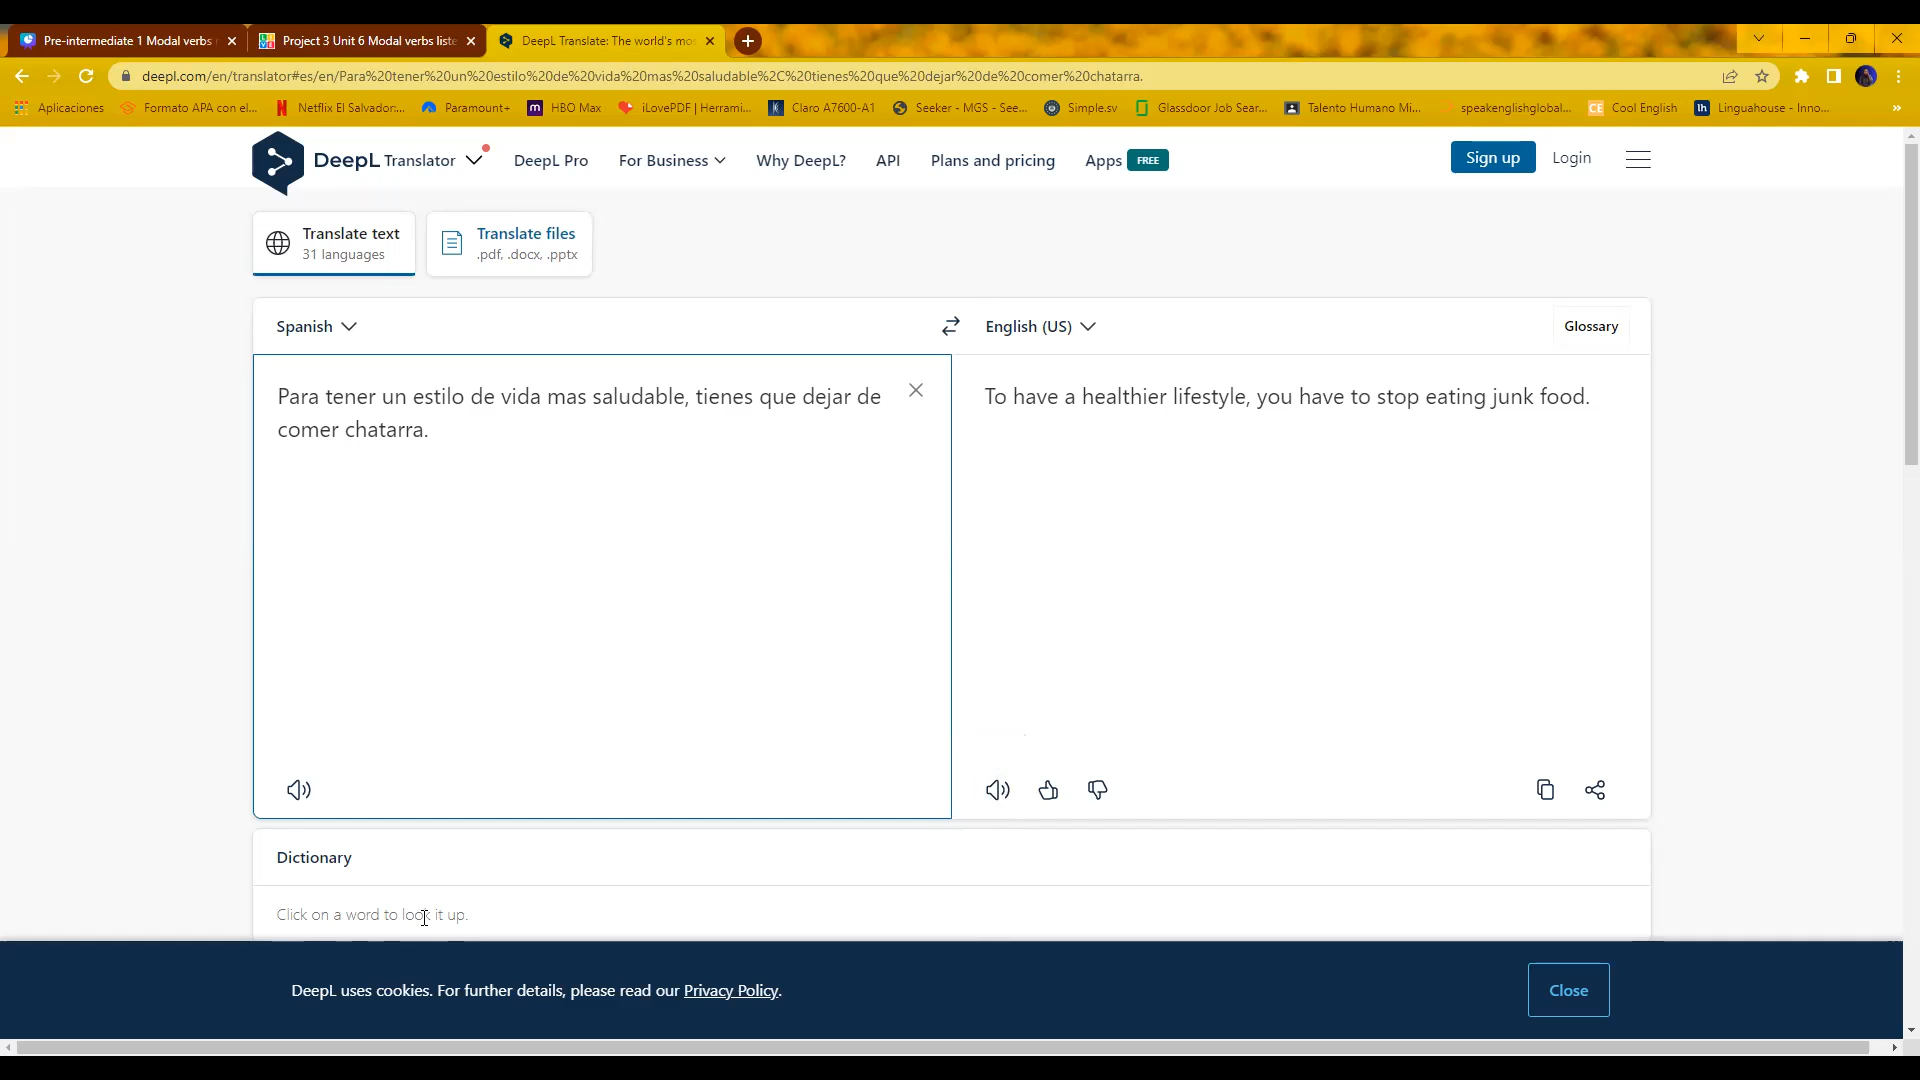 Pre-intermediate 1 Modal verbs
Project 3 Unit 6 Modal verbs liste
DeepL Translate: The world's mos
deepl.com/en/translator#es/en/Para%20tener%20un%20estilo%20de%20vida%20mas%20saludable%2C%20tienes%20que%20dejar%20de%20comer%20chatarra.
Aplicaciones
Formato APA con el...
Netflix El Salvador:...
Paramount+
HBO Max
iLovePDF | Herrami...
Claro A7600-A1
Seeker - MGS - See...
Simple.sv
Glassdoor Job Sear...
Talento Humano Mi...
speakenglishglobal...
Cool English
Linguahouse - Inno...
DeepL Translator
DeepL Pro
For Business
Why DeepL?
API
Plans and pricing
Apps FREE
Sign up
Login
Translate text
31 languages
Translate files
.pdf, .docx, .pptx
Spanish
English (US)
Glossary
Para tener un estilo de vida mas saludable, tienes que dejar de
comer chatarra.
To have a healthier lifestyle, you have to stop eating junk food.
Dictionary
Click on a word to look it up.
DeepL uses cookies. For further details, please read our Privacy Policy.
Close